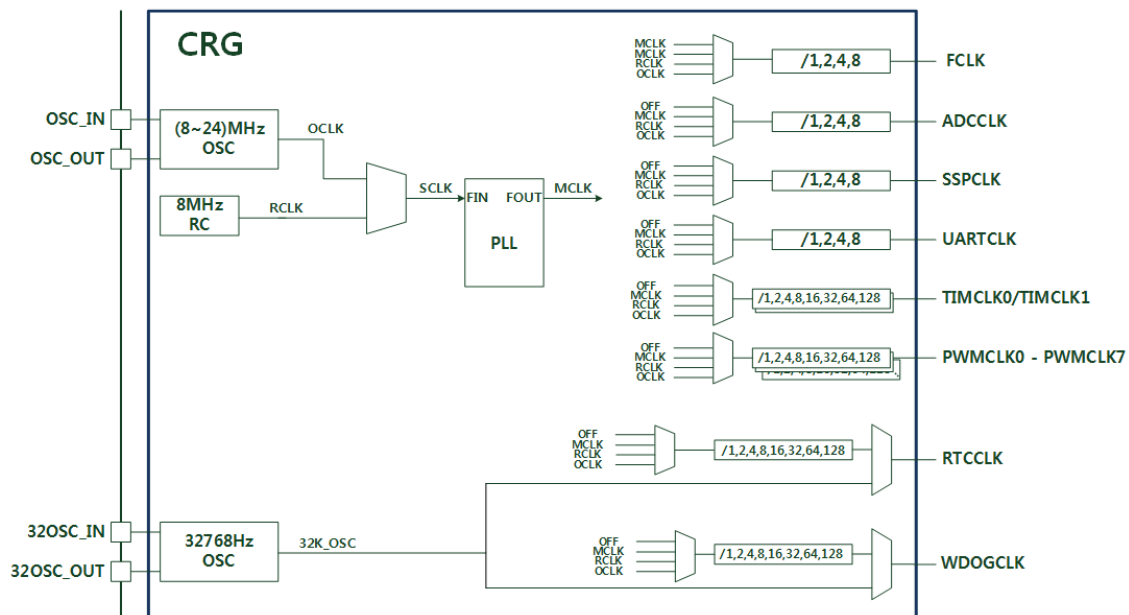 CRG
OSC_IN
OSC_OUT
(8~24)MHz
OSC
OCLK
8MHz
RC
RCLK
SCLK
FIN
FOUT
PLL
MCLK
MCLK
MCLK
RCLK
OCLK
/1,2,4,8
FCLK
OFF
MCLK
RCLK
OCLK
/1,2,4,8
ADCCLK
OFF
MCLK
RCLK
OCLK
/1,2,4,8
SSPCLK
OFF
MCLK
RCLK
OCLK
/1,2,4,8
UARTCLK
OFF
MCLK
RCLK
OCLK
/1,2,4,8,16,32,64,128
TIMCLK0/TIMCLK1
OFF
MCLK
RCLK
OCLK
/1,2,4,8,16,32,64,128
PWMCLK0 - PWMCLK7
OFF
MCLK
RCLK
OCLK
/1,2,4,8,16,32,64,128
RTCCLK
32OSC_IN
32OSC_OUT
32768Hz
OSC
32K_OSC
OFF
MCLK
RCLK
OCLK
/1,2,4,8,16,32,64,128
WDOGCLK